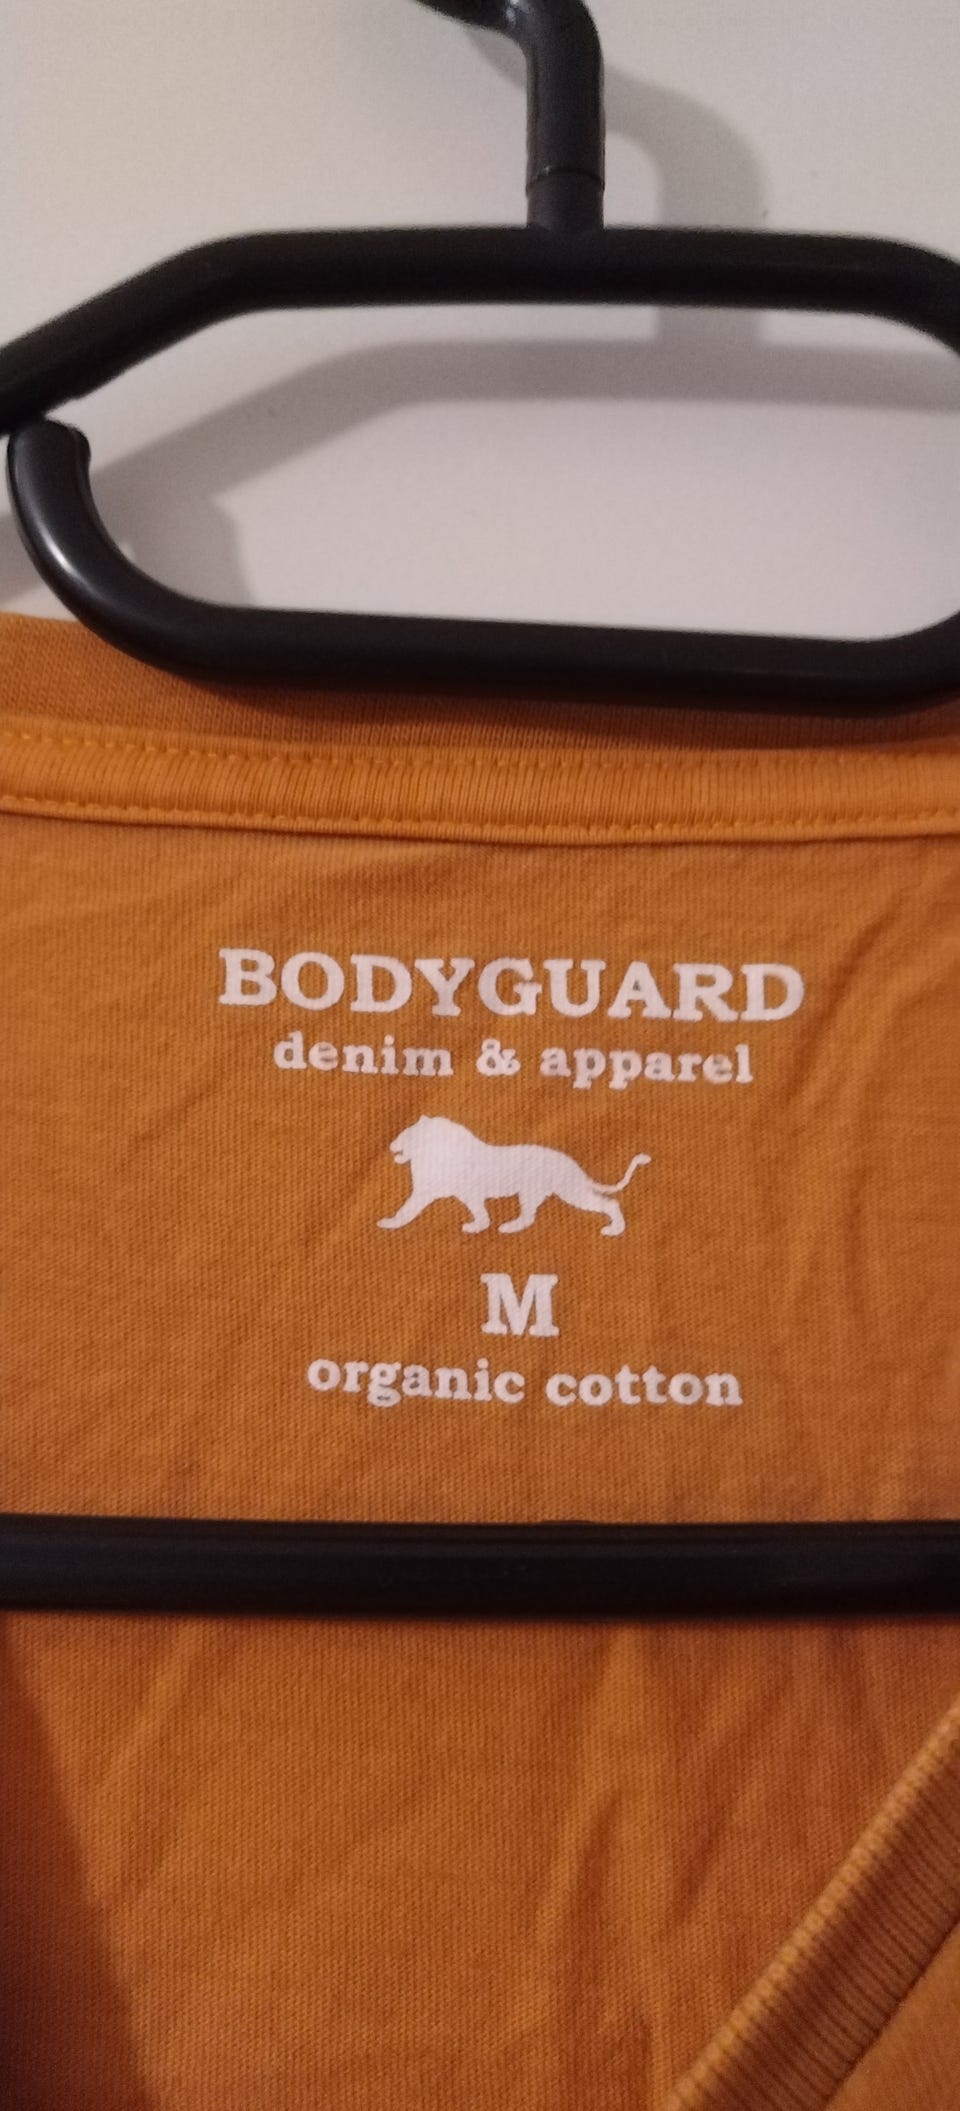 BODYGUARD
denim & apparel
M
organic cotton